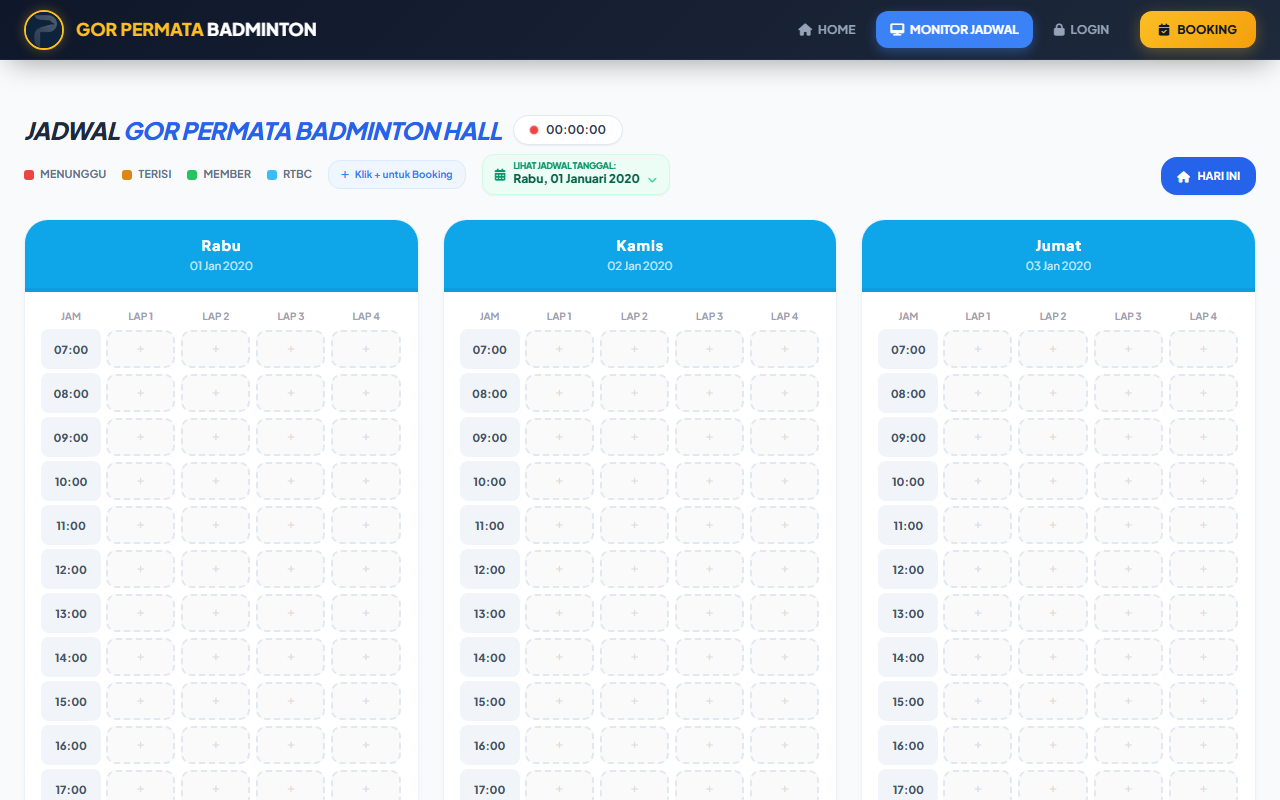 GOR PERMATA BADMINTON
HOME
MONITOR JADWAL
LOGIN
BOOKING
JADWAL GOR PERMATA BADMINTON HALL
00:00:00
MENUNGGU
TERISI
MEMBER
RTBC
+ Klik + untuk Booking
LIHAT JADWAL TANGGAL:
Rabu, 01 Januari 2020
HARI INI
Rabu
01 Jan 2020
JAM LAP 1 LAP 2 LAP 3 LAP 4
07:00 + + + +
08:00 + + + +
09:00 + + + +
10:00 + + + +
11:00 + + + +
12:00 + + + +
13:00 + + + +
14:00 + + + +
15:00 + + + +
16:00 + + + +
17:00 + + + +
Kamis
02 Jan 2020
JAM LAP 1 LAP 2 LAP 3 LAP 4
07:00 + + + +
08:00 + + + +
09:00 + + + +
10:00 + + + +
11:00 + + + +
12:00 + + + +
13:00 + + + +
14:00 + + + +
15:00 + + + +
16:00 + + + +
17:00 + + + +
Jumat
03 Jan 2020
JAM LAP 1 LAP 2 LAP 3 LAP 4
07:00 + + + +
08:00 + + + +
09:00 + + + +
10:00 + + + +
11:00 + + + +
12:00 + + + +
13:00 + + + +
14:00 + + + +
15:00 + + + +
16:00 + + + +
17:00 + + + +